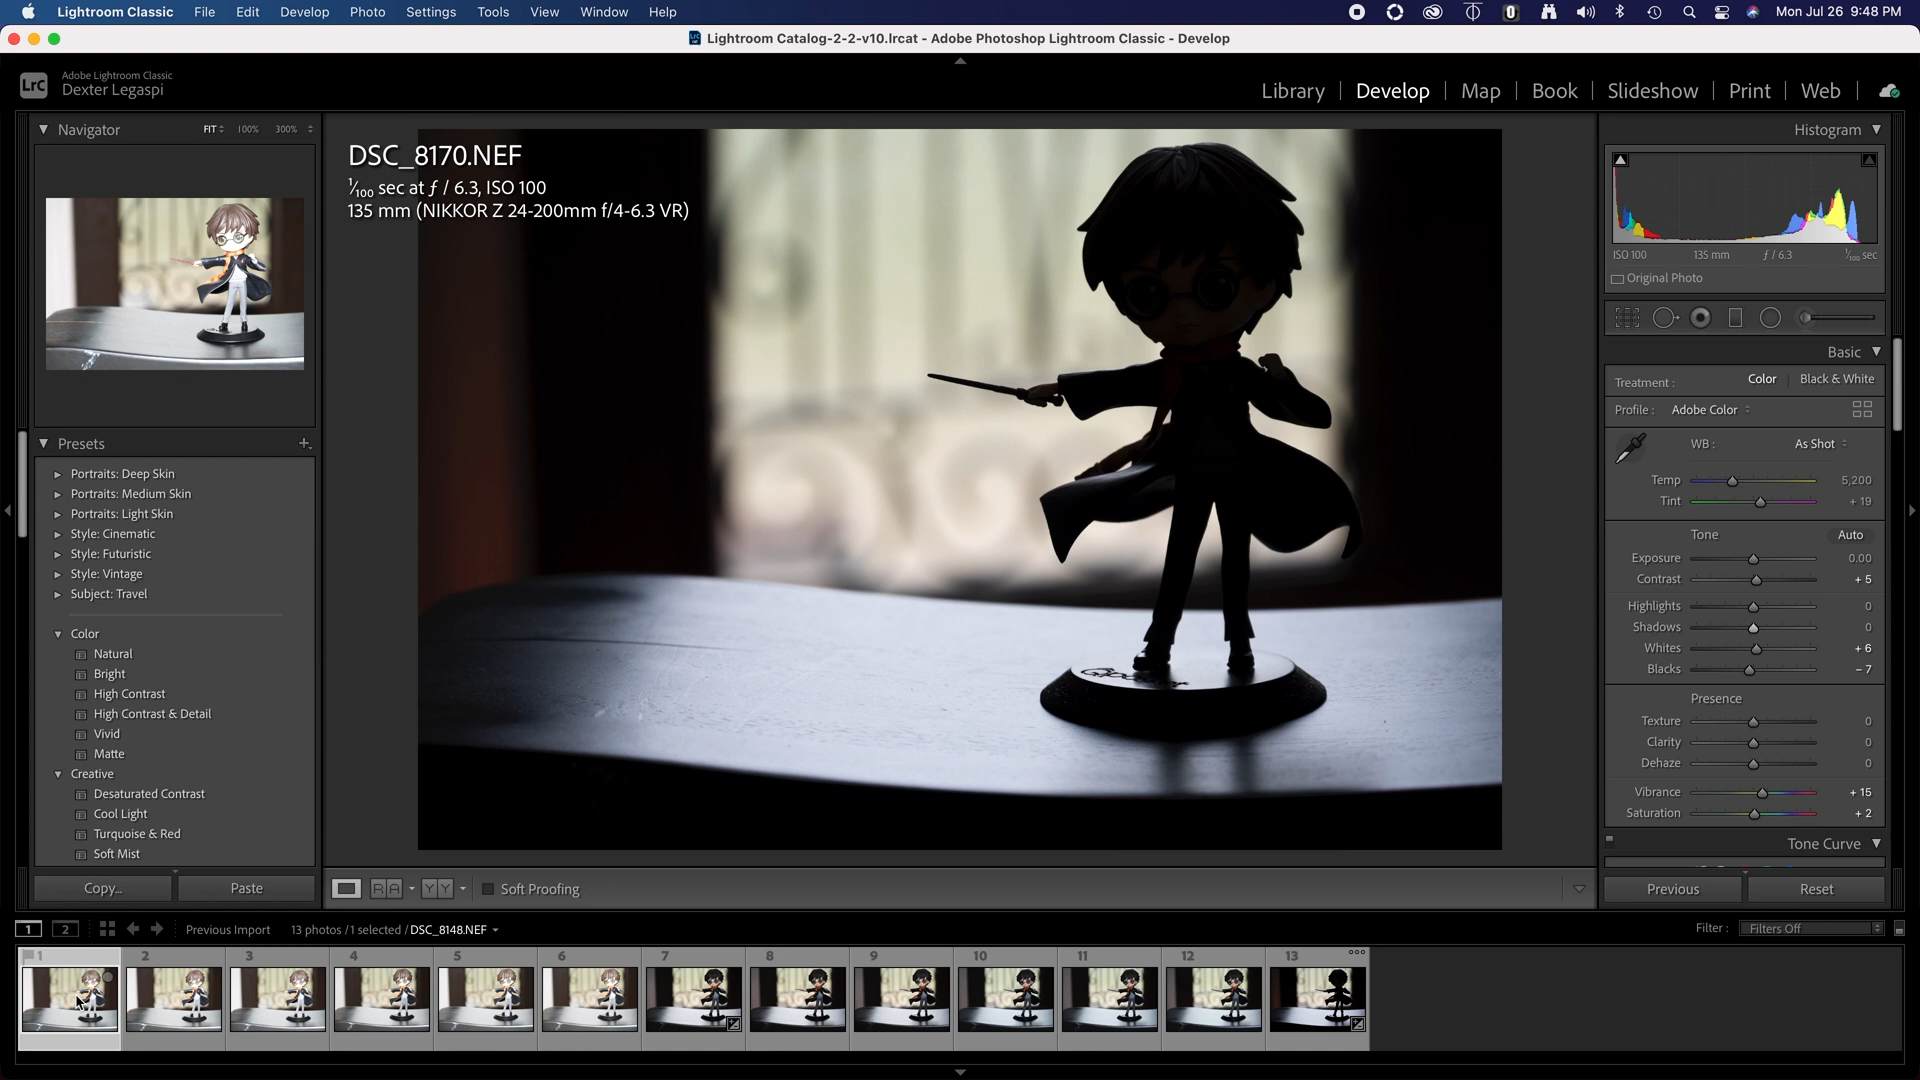 Lightroom Classic File Edit Develop Photo Settings Tools View Window Help Mon Jul 26 9:48 PM
Lightroom Catalog-2-2-v10.lrcat - Adobe Photoshop Lightroom Classic - Develop
LrC Adobe Lightroom Classic
Dexter Legaspi
Library | Develop | Map | Book | Slideshow | Print | Web
Navigator FIT 100% 300%
DSC_8170.NEF
1/100 sec at ƒ / 6.3, ISO 100
135 mm (NIKKOR Z 24-200mm f/4-6.3 VR)
Presets
Portraits: Deep Skin
Portraits: Medium Skin
Portraits: Light Skin
Style: Cinematic
Style: Futuristic
Style: Vintage
Subject: Travel
Color
Natural
Bright
High Contrast
High Contrast & Detail
Vivid
Matte
Creative
Desaturated Contrast
Cool Light
Turquoise & Red
Soft Mist
Copy... Paste
Soft Proofing
Histogram
ISO 100 135 mm ƒ / 6.3 1/100 sec
Original Photo
Basic
Treatment : Color Black & White
Profile : Adobe Color
WB : As Shot
Temp 5,200
Tint + 19
Tone Auto
Exposure 0.00
Contrast + 5
Highlights 0
Shadows 0
Whites + 6
Blacks – 7
Presence
Texture 0
Clarity 0
Dehaze 0
Vibrance + 15
Saturation + 2
Tone Curve
Previous Reset
1 2 Previous Import 13 photos / 1 selected / DSC_8148.NEF Filter : Filters Off
1 2 3 4 5 6 7 8 9 10 11 12 13